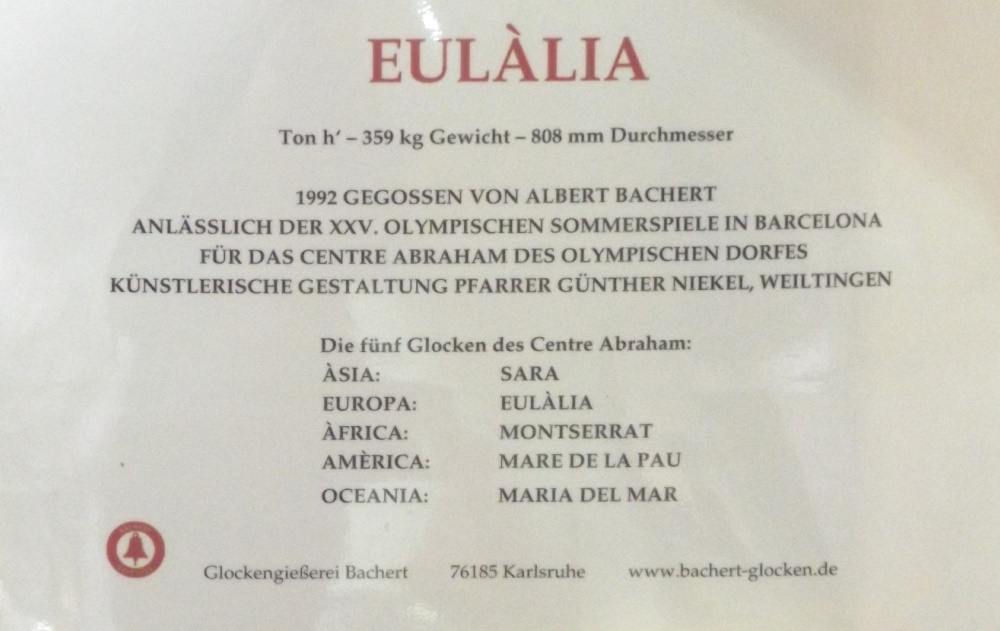 EULÀLIA
Ton h′ – 359 kg Gewicht – 808 mm Durchmesser
1992 GEGOSSEN VON ALBERT BACHERT
ANLÄSSLICH DER XXV. OLYMPISCHEN SOMMERSPIELE IN BARCELONA
FÜR DAS CENTRE ABRAHAM DES OLYMPISCHEN DORFES
KÜNSTLERISCHE GESTALTUNG PFARRER GÜNTHER NIEKEL, WEILTINGEN
Die fünf Glocken des Centre Abraham:
ÀSIA: SARA
EUROPA: EULÀLIA
ÀFRICA: MONTSERRAT
AMÈRICA: MARE DE LA PAU
OCEANIA: MARIA DEL MAR
Glockengießerei Bachert 76185 Karlsruhe www.bachert-glocken.de